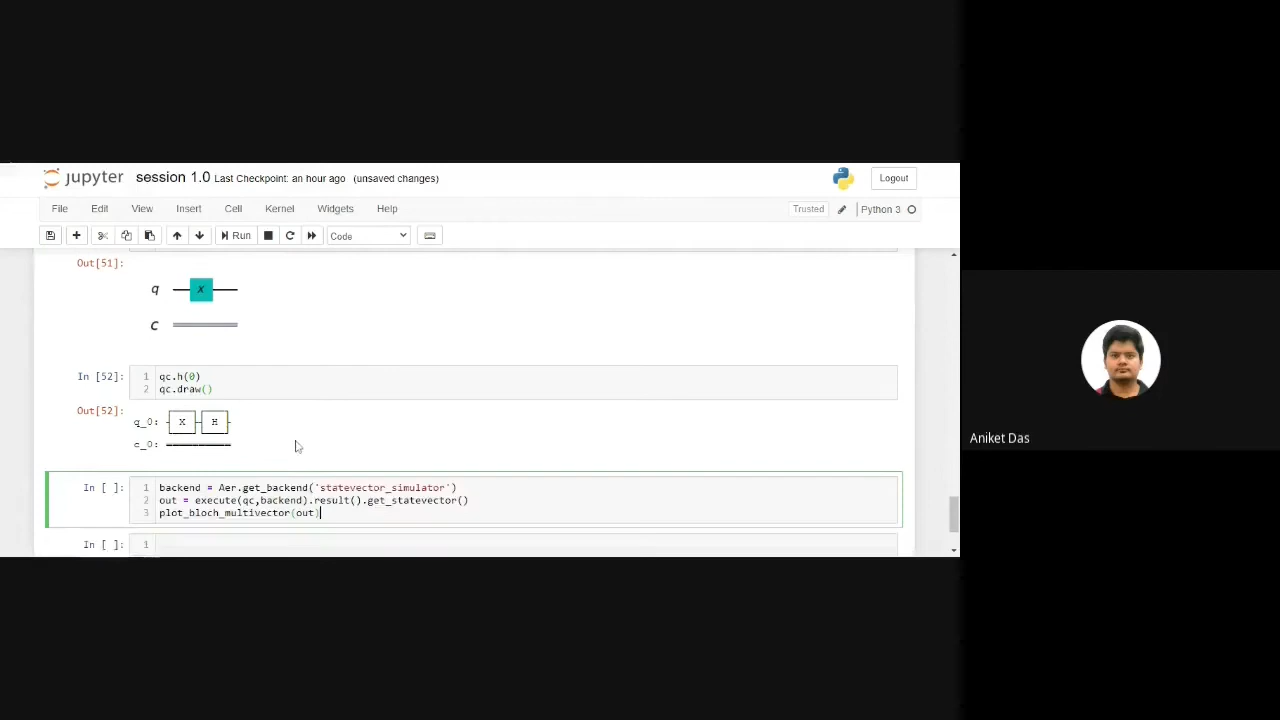 jupyter session 1.0 Last Checkpoint: an hour ago (unsaved changes) Logout
File Edit View Insert Cell Kernel Widgets Help Trusted Python 3
Run Code
Out[51]:
q X
c
In [52]: 1 qc.h(0)
2 qc.draw()
Out[52]:
q_0: X H
c_0:
In [ ]: 1 backend = Aer.get_backend('statevector_simulator')
2 out = execute(qc,backend).result().get_statevector()
3 plot_bloch_multivector(out)
In [ ]: 1
Aniket Das